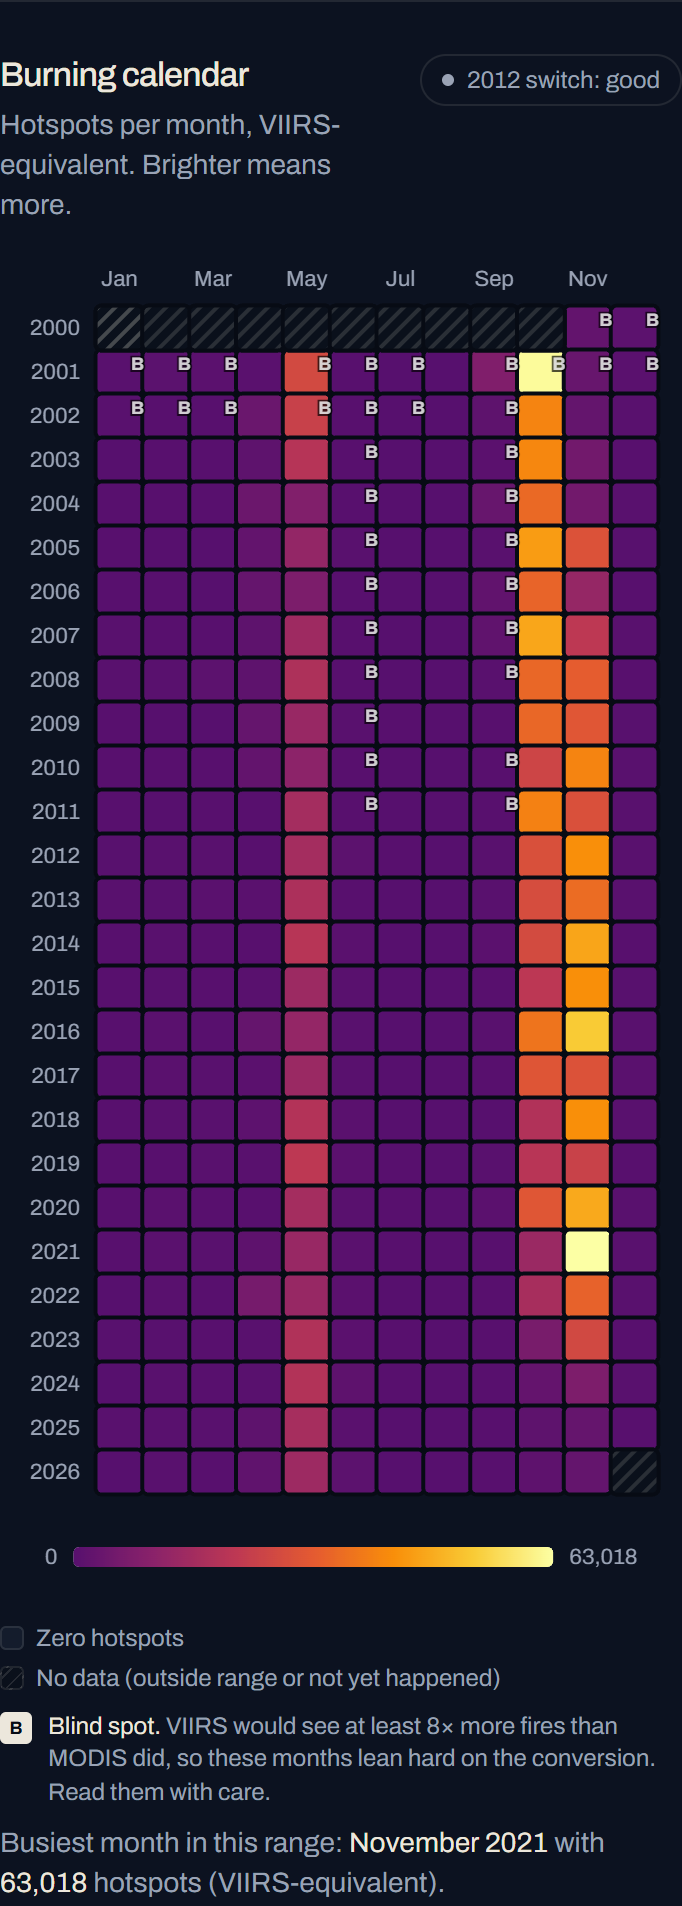 Burning calendar
2012 switch: good
Hotspots per month, VIIRS-
equivalent. Brighter means
more.
Jan Mar May Jul Sep Nov
2000 B B
2001 B B B B B B B B B B
2002 B B B B B B B
2003 B B
2004 B B
2005 B B
2006 B B
2007 B B
2008 B B
2009 B
2010 B B
2011 B B
2012
2013
2014
2015
2016
2017
2018
2019
2020
2021
2022
2023
2024
2025
2026
0 63,018
Zero hotspots
No data (outside range or not yet happened)
B Blind spot. VIIRS would see at least 8× more fires than
MODIS did, so these months lean hard on the conversion.
Read them with care.
Busiest month in this range: November 2021 with
63,018 hotspots (VIIRS-equivalent).